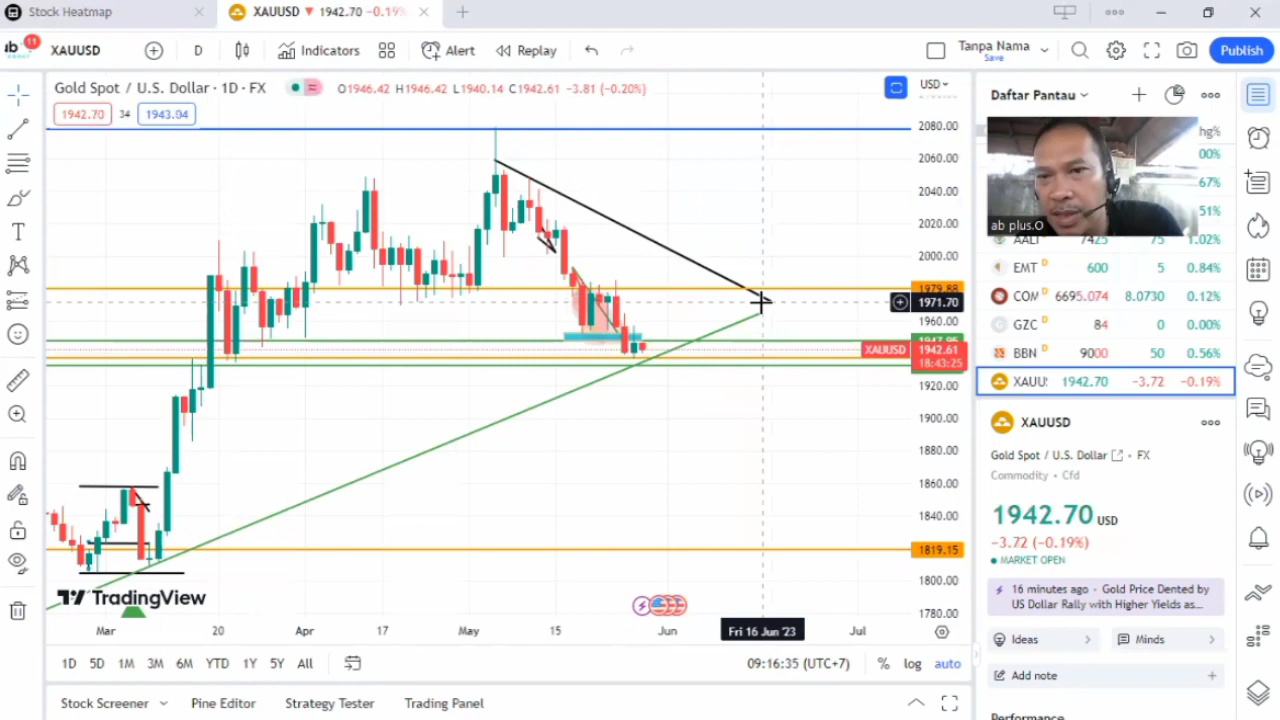 Stock Heatmap
XAUUSD ▼ 1942.70 −0.19%
ab
11
XAUUSD
D
Indicators
Alert
Replay
Tanpa Nama
Save
Publish
Gold Spot / U.S. Dollar · 1D · FX
O1946.42 H1946.42 L1940.14 C1942.61 −3.81 (−0.20%)
1942.70
34
1943.04
USD
2080.00
2060.00
2040.00
2020.00
2000.00
1979.88
1971.70
1960.00
XAUUSD
1942.61
18:43:25
1920.00
1900.00
1880.00
1860.00
1840.00
1819.15
1800.00
1780.00
TradingView
Mar
20
Apr
17
May
15
Jun
Fri 16 Jun '23
Jul
1D 5D 1M 3M 6M YTD 1Y 5Y All
09:16:35 (UTC+7)
% log auto
Stock Screener
Pine Editor
Strategy Tester
Trading Panel
Daftar Pantau
hg%
00%
67%
51%
ab plus.O
AALI 7425 75 1.02%
EMT D 600 5 0.84%
COM D 6695.074 8.0730 0.12%
GZC 84 0 0.00%
BBN D 9000 50 0.56%
XAUU 1942.70 −3.72 −0.19%
XAUUSD
Gold Spot / U.S. Dollar · FX
Commodity · Cfd
1942.70 USD
−3.72 (−0.19%)
MARKET OPEN
16 minutes ago · Gold Price Dented by
US Dollar Rally with Higher Yields as...
Ideas
Minds
Add note
Performance